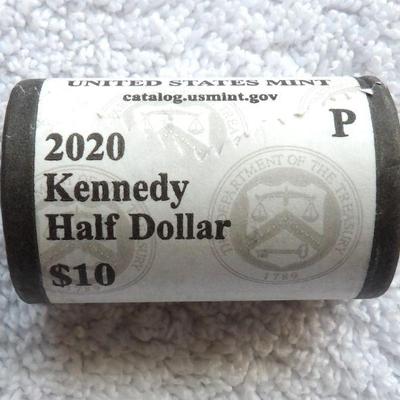 UNITED STATES MINT
catalog.usmint.gov
P
2020
Kennedy
Half Dollar
$10
THE DEPARTMENT OF THE TREASURY
1789